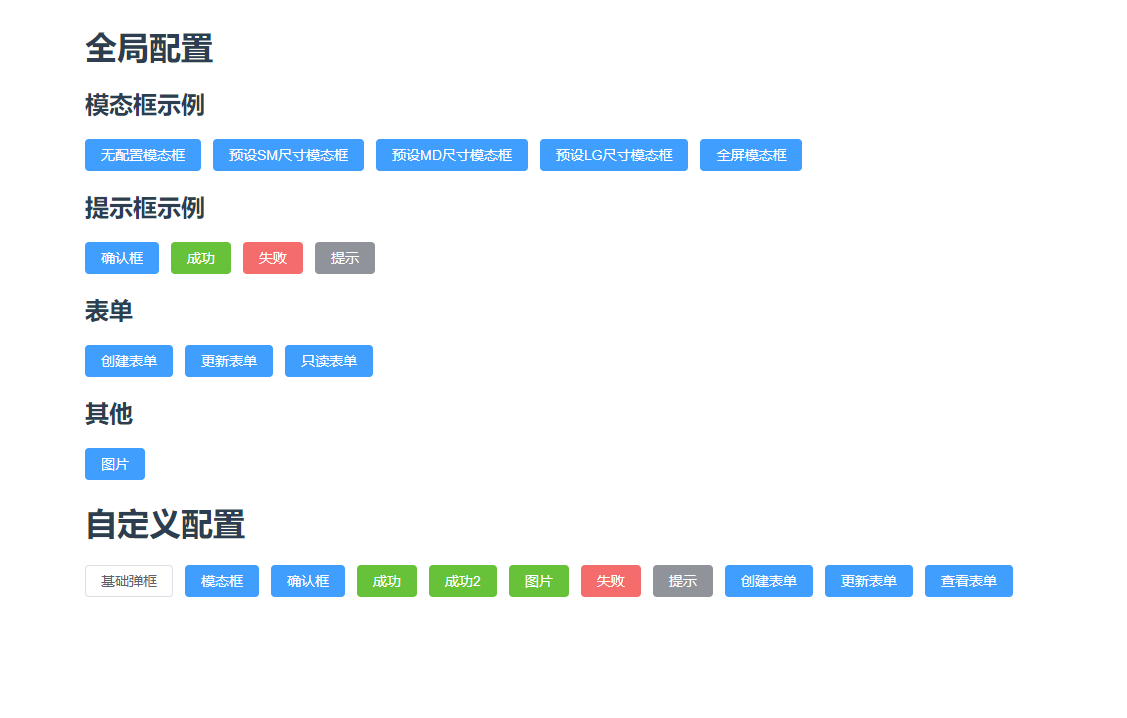 全局配置
模态框示例
无配置模态框 预设SM尺寸模态框 预设MD尺寸模态框 预设LG尺寸模态框 全屏模态框
提示框示例
确认框 成功 失败 提示
表单
创建表单 更新表单 只读表单
其他
图片
自定义配置
基础弹框 模态框 确认框 成功 成功2 图片 失败 提示 创建表单 更新表单 查看表单